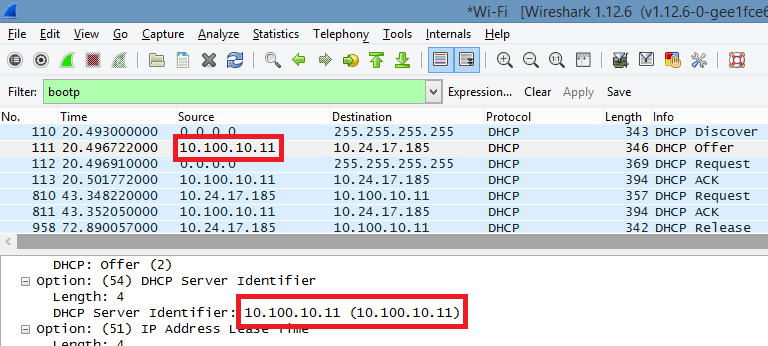 *Wi-Fi [Wireshark 1.12.6 (v1.12.6-0-gee1fce6
File Edit View Go Capture Analyze Statistics Telephony Tools Internals Help
Filter: bootp Expression... Clear Apply Save
No. Time Source Destination Protocol Length Info
110 20.493000000 0.0.0.0 255.255.255.255 DHCP 343 DHCP Discover
111 20.496722000 10.100.10.11 10.24.17.185 DHCP 346 DHCP Offer
112 20.496910000 0.0.0.0 255.255.255.255 DHCP 369 DHCP Request
113 20.501772000 10.100.10.11 10.24.17.185 DHCP 394 DHCP ACK
810 43.348220000 10.24.17.185 10.100.10.11 DHCP 357 DHCP Request
811 43.352050000 10.100.10.11 10.24.17.185 DHCP 394 DHCP ACK
958 72.890057000 10.24.17.185 10.100.10.11 DHCP 342 DHCP Release
DHCP: Offer (2)
Option: (54) DHCP Server Identifier
Length: 4
DHCP Server Identifier: 10.100.10.11 (10.100.10.11)
Option: (51) IP Address Lease Time
Length: 4